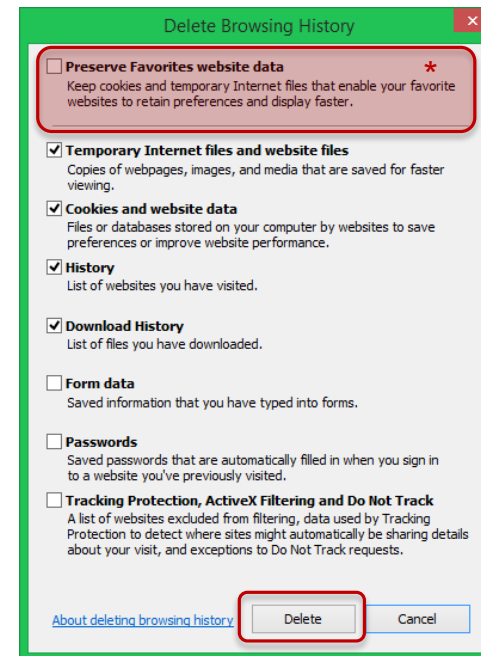 Delete Browsing History
Preserve Favorites website data *
Keep cookies and temporary Internet files that enable your favorite
websites to retain preferences and display faster.
Temporary Internet files and website files
Copies of webpages, images, and media that are saved for faster
viewing.
Cookies and website data
Files or databases stored on your computer by websites to save
preferences or improve website performance.
History
List of websites you have visited.
Download History
List of files you have downloaded.
Form data
Saved information that you have typed into forms.
Passwords
Saved passwords that are automatically filled in when you sign in
to a website you've previously visited.
Tracking Protection, ActiveX Filtering and Do Not Track
A list of websites excluded from filtering, data used by Tracking
Protection to detect where sites might automatically be sharing details
about your visit, and exceptions to Do Not Track requests.
About deleting browsing history Delete Cancel